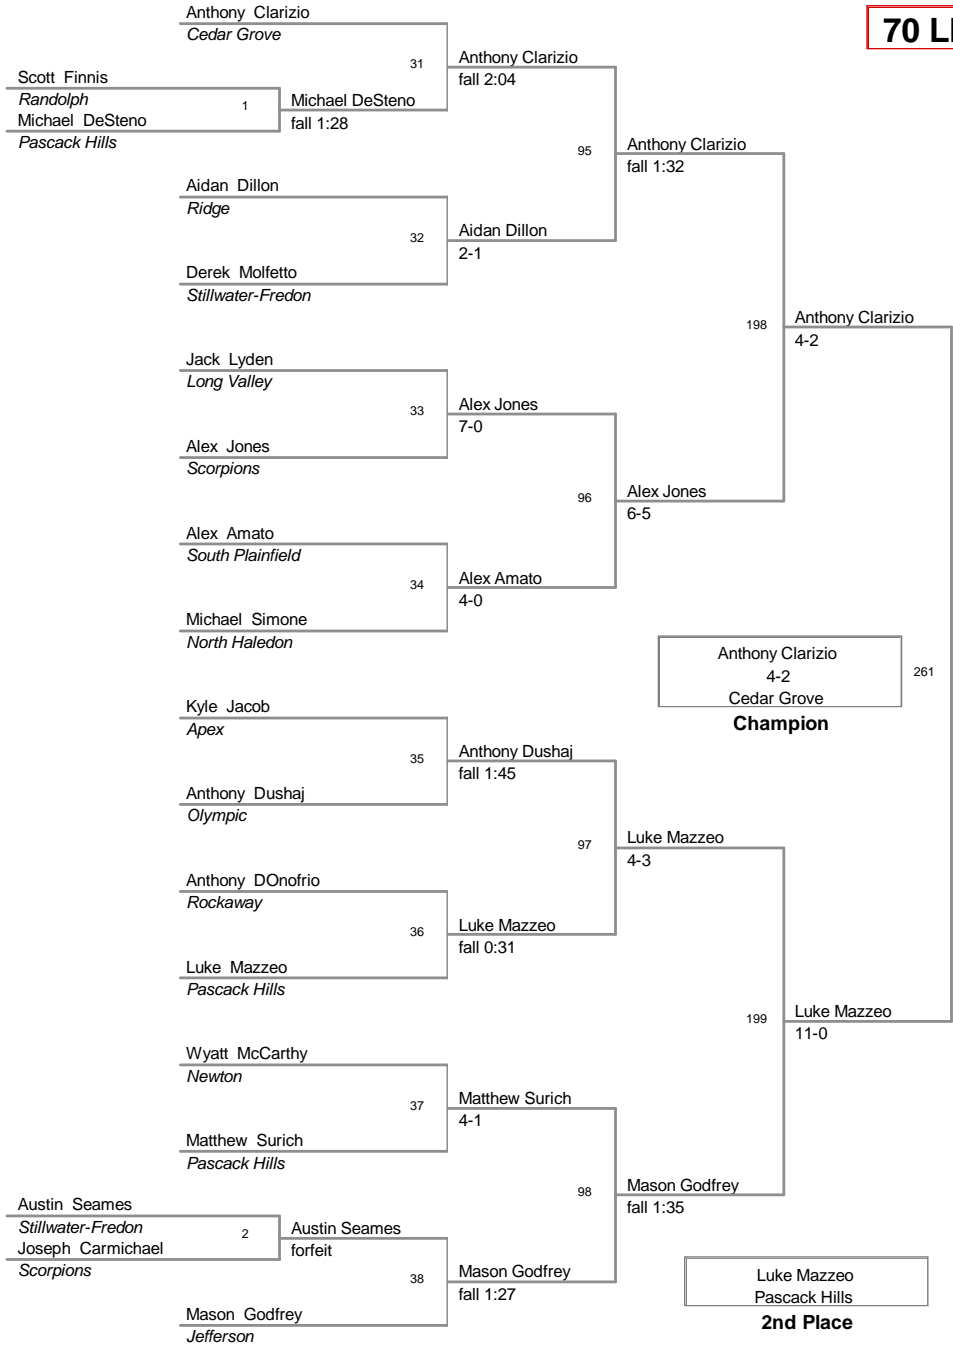 Anthony Clarizio
Cedar Grove
70
31
Anthony Clarizio
fall 2:04
Scott Finnis
Randolph
1
Michael DeSteno
fall 1:28
Michael DeSteno
Pascack Hills
95
Anthony Clarizio
fall 1:32
Aidan Dillon
Ridge
32
Aidan Dillon
2-1
Derek Molfetto
Stillwater-Fredon
198
Anthony Clarizio
4-2
Jack Lyden
Long Valley
33
Alex Jones
7-0
Alex Jones
Scorpions
96
Alex Jones
6-5
Alex Amato
South Plainfield
34
Alex Amato
4-0
Michael Simone
North Haledon
Anthony Clarizio
4-2
Cedar Grove
Champion
261
Kyle Jacob
Apex
35
Anthony Dushaj
fall 1:45
Anthony Dushaj
Olympic
97
Luke Mazzeo
4-3
Anthony DOnofrio
Rockaway
36
Luke Mazzeo
fall 0:31
Luke Mazzeo
Pascack Hills
199
Luke Mazzeo
11-0
Wyatt McCarthy
Newton
37
Matthew Surich
4-1
Matthew Surich
Pascack Hills
98
Mason Godfrey
fall 1:35
Austin Seames
Stillwater-Fredon
2
Austin Seames
forfeit
Joseph Carmichael
Scorpions
38
Mason Godfrey
fall 1:27
Mason Godfrey
Jefferson
Luke Mazzeo
Pascack Hills
2nd Place